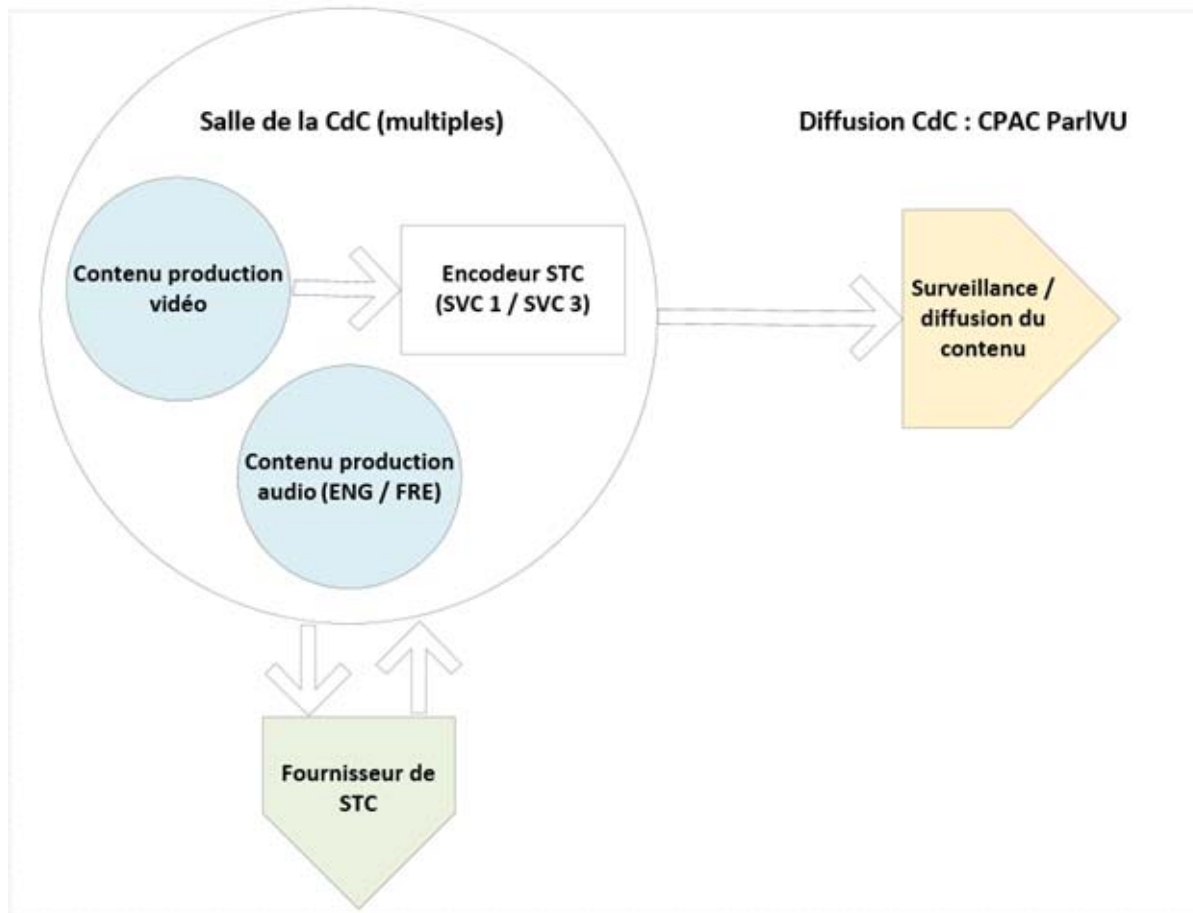 Salle de la CdC (multiples)
Diffusion CdC : CPAC ParlVU
Contenu production
vidéo
Encodeur STC
(SVC 1 / SVC 3)
Surveillance /
diffusion du
contenu
Contenu production
audio (ENG / FRE)
Fournisseur de
STC